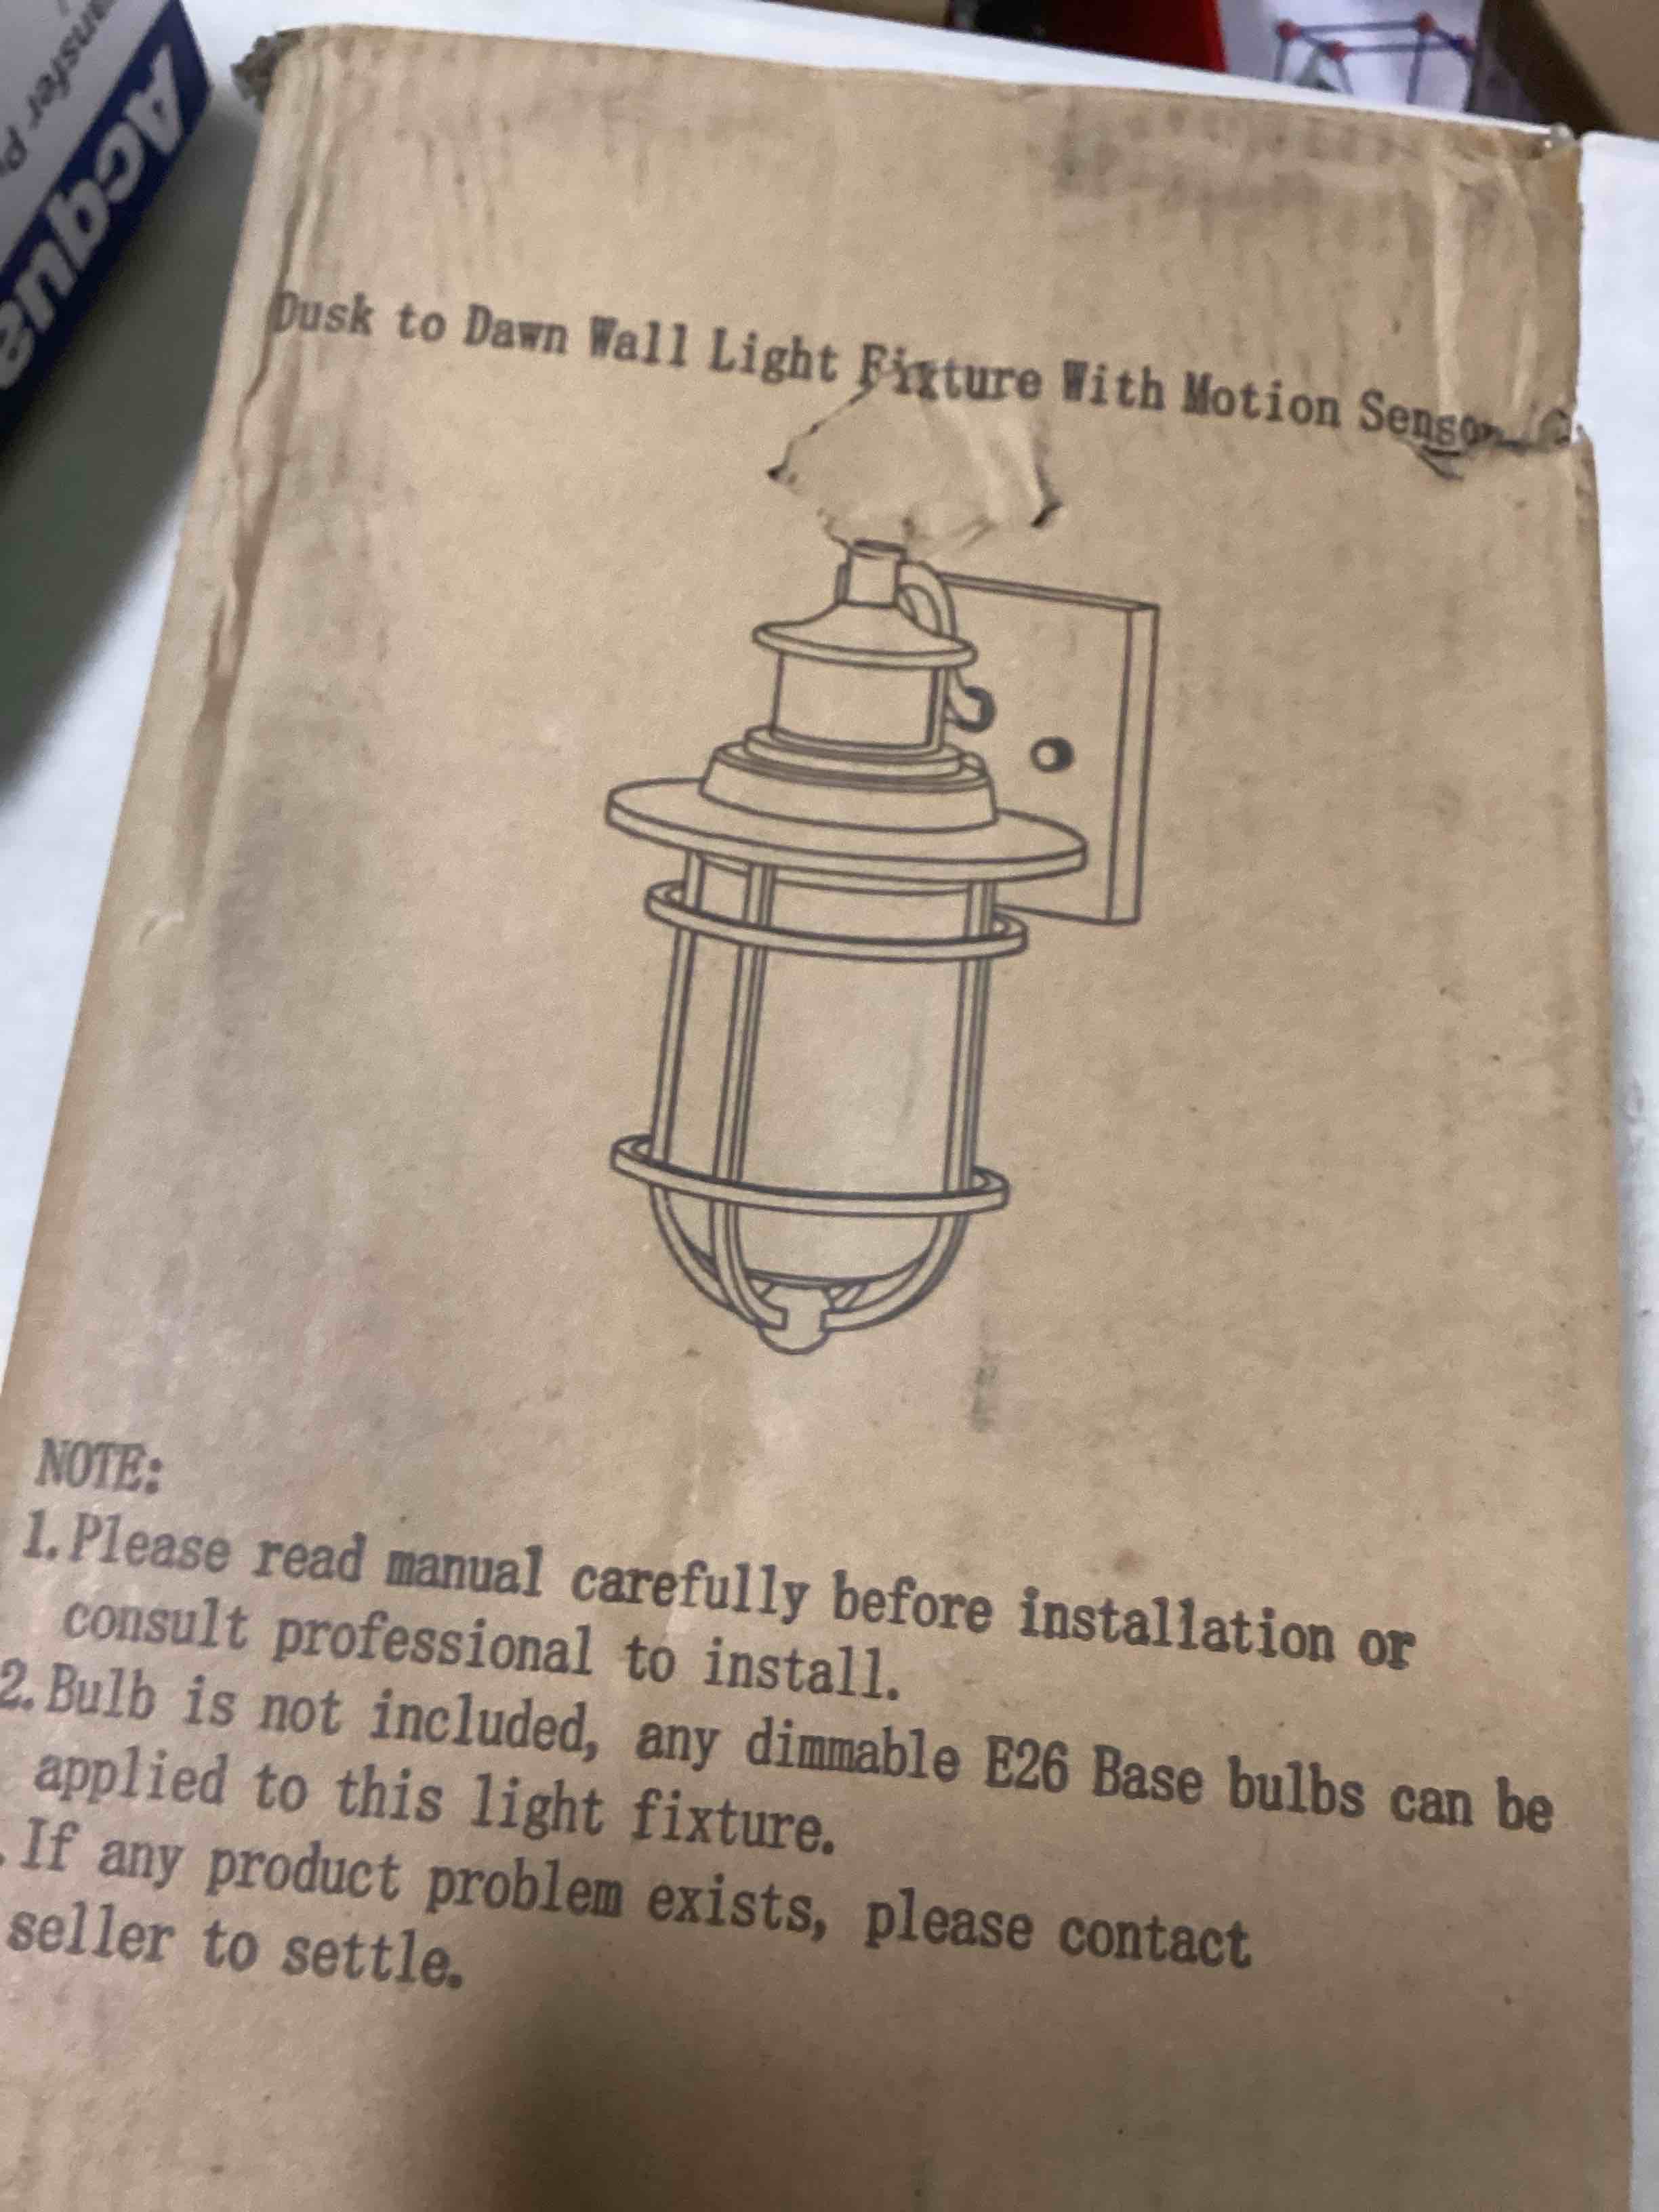 Acqua
Dusk to Dawn Wall Light Fixture With Motion Sensor
NOTE:
1.Please read manual carefully before installation or
consult professional to install.
2.Bulb is not included, any dimmable E26 Base bulbs can be
applied to this light fixture.
.If any product problem exists, please contact
seller to settle.